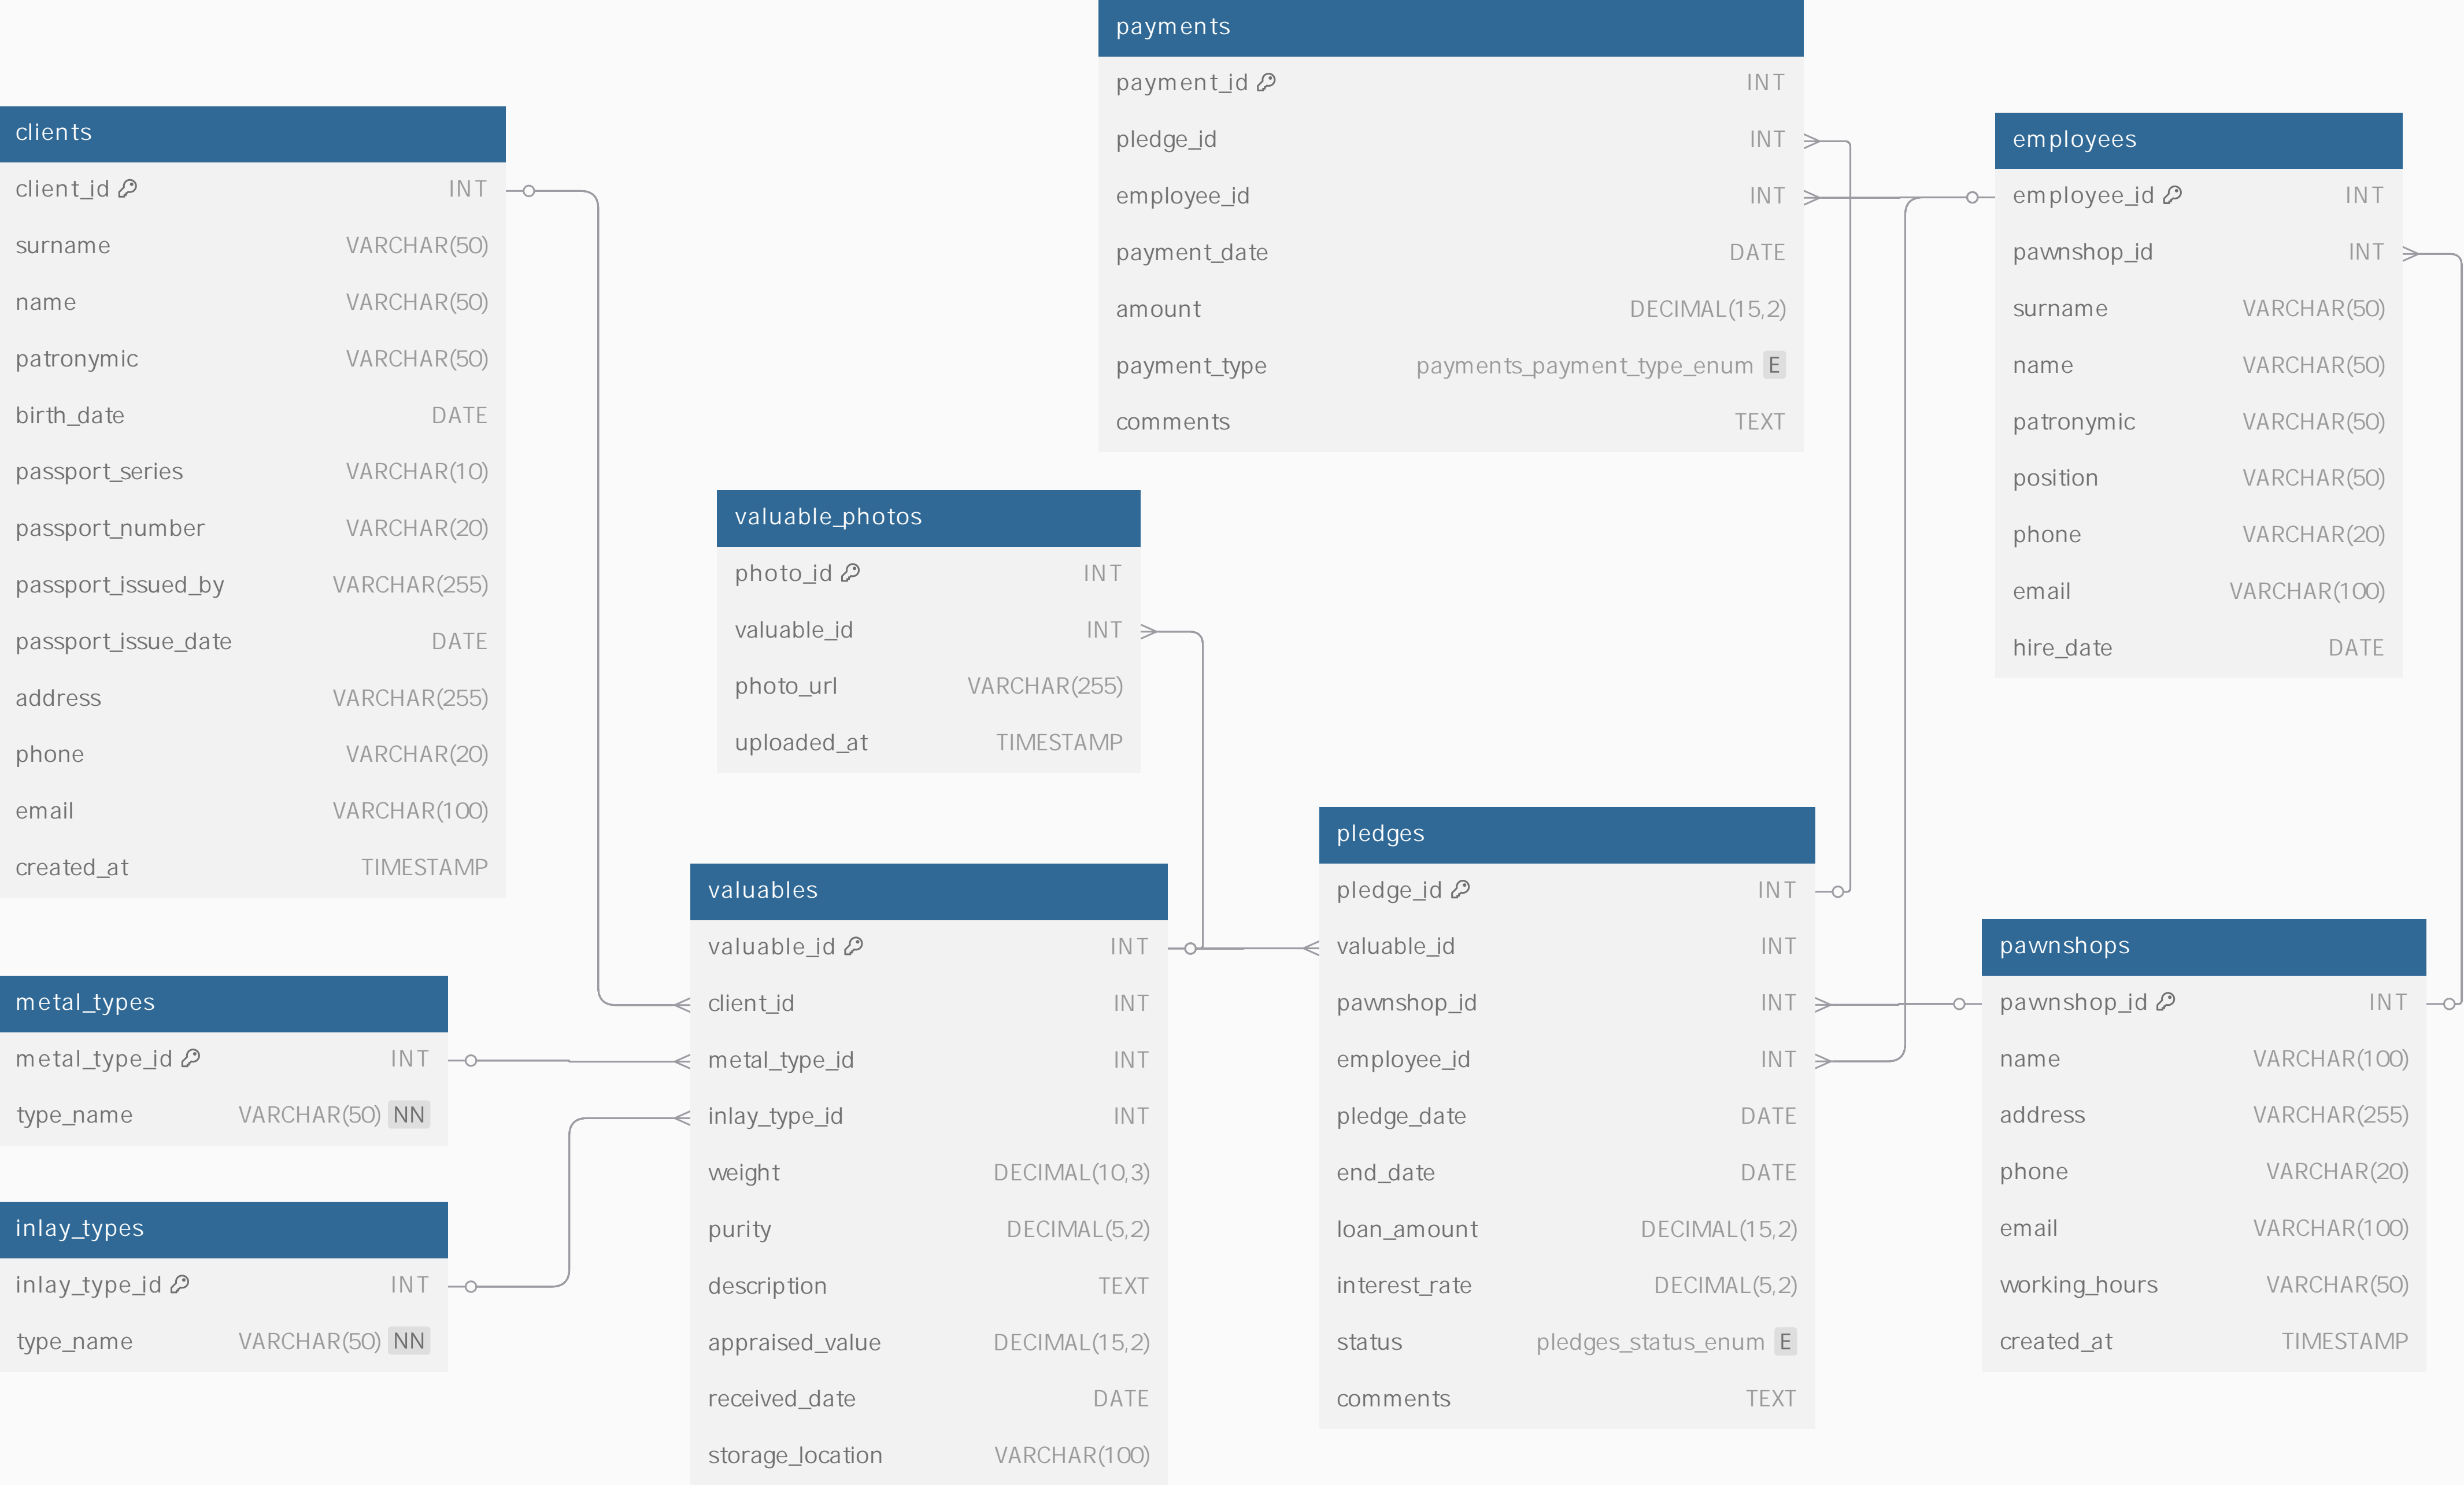 payments
payment_id INT
pledge_id INT
employee_id INT
payment_date DATE
amount DECIMAL(15,2)
payment_type payments_payment_type_enum E
comments TEXT
clients
client_id INT
surname VARCHAR(50)
name VARCHAR(50)
patronymic VARCHAR(50)
birth_date DATE
passport_series VARCHAR(10)
passport_number VARCHAR(20)
passport_issued_by VARCHAR(255)
passport_issue_date DATE
address VARCHAR(255)
phone VARCHAR(20)
email VARCHAR(100)
created_at TIMESTAMP
employees
employee_id INT
pawnshop_id INT
surname VARCHAR(50)
name VARCHAR(50)
patronymic VARCHAR(50)
position VARCHAR(50)
phone VARCHAR(20)
email VARCHAR(100)
hire_date DATE
valuable_photos
photo_id INT
valuable_id INT
photo_url VARCHAR(255)
uploaded_at TIMESTAMP
pledges
pledge_id INT
valuable_id INT
pawnshop_id INT
employee_id INT
pledge_date DATE
end_date DATE
loan_amount DECIMAL(15,2)
interest_rate DECIMAL(5,2)
status pledges_status_enum E
comments TEXT
valuables
valuable_id INT
client_id INT
metal_type_id INT
inlay_type_id INT
weight DECIMAL(10,3)
purity DECIMAL(5,2)
description TEXT
appraised_value DECIMAL(15,2)
received_date DATE
storage_location VARCHAR(100)
pawnshops
pawnshop_id INT
name VARCHAR(100)
address VARCHAR(255)
phone VARCHAR(20)
email VARCHAR(100)
working_hours VARCHAR(50)
created_at TIMESTAMP
metal_types
metal_type_id INT
type_name VARCHAR(50) NN
inlay_types
inlay_type_id INT
type_name VARCHAR(50) NN